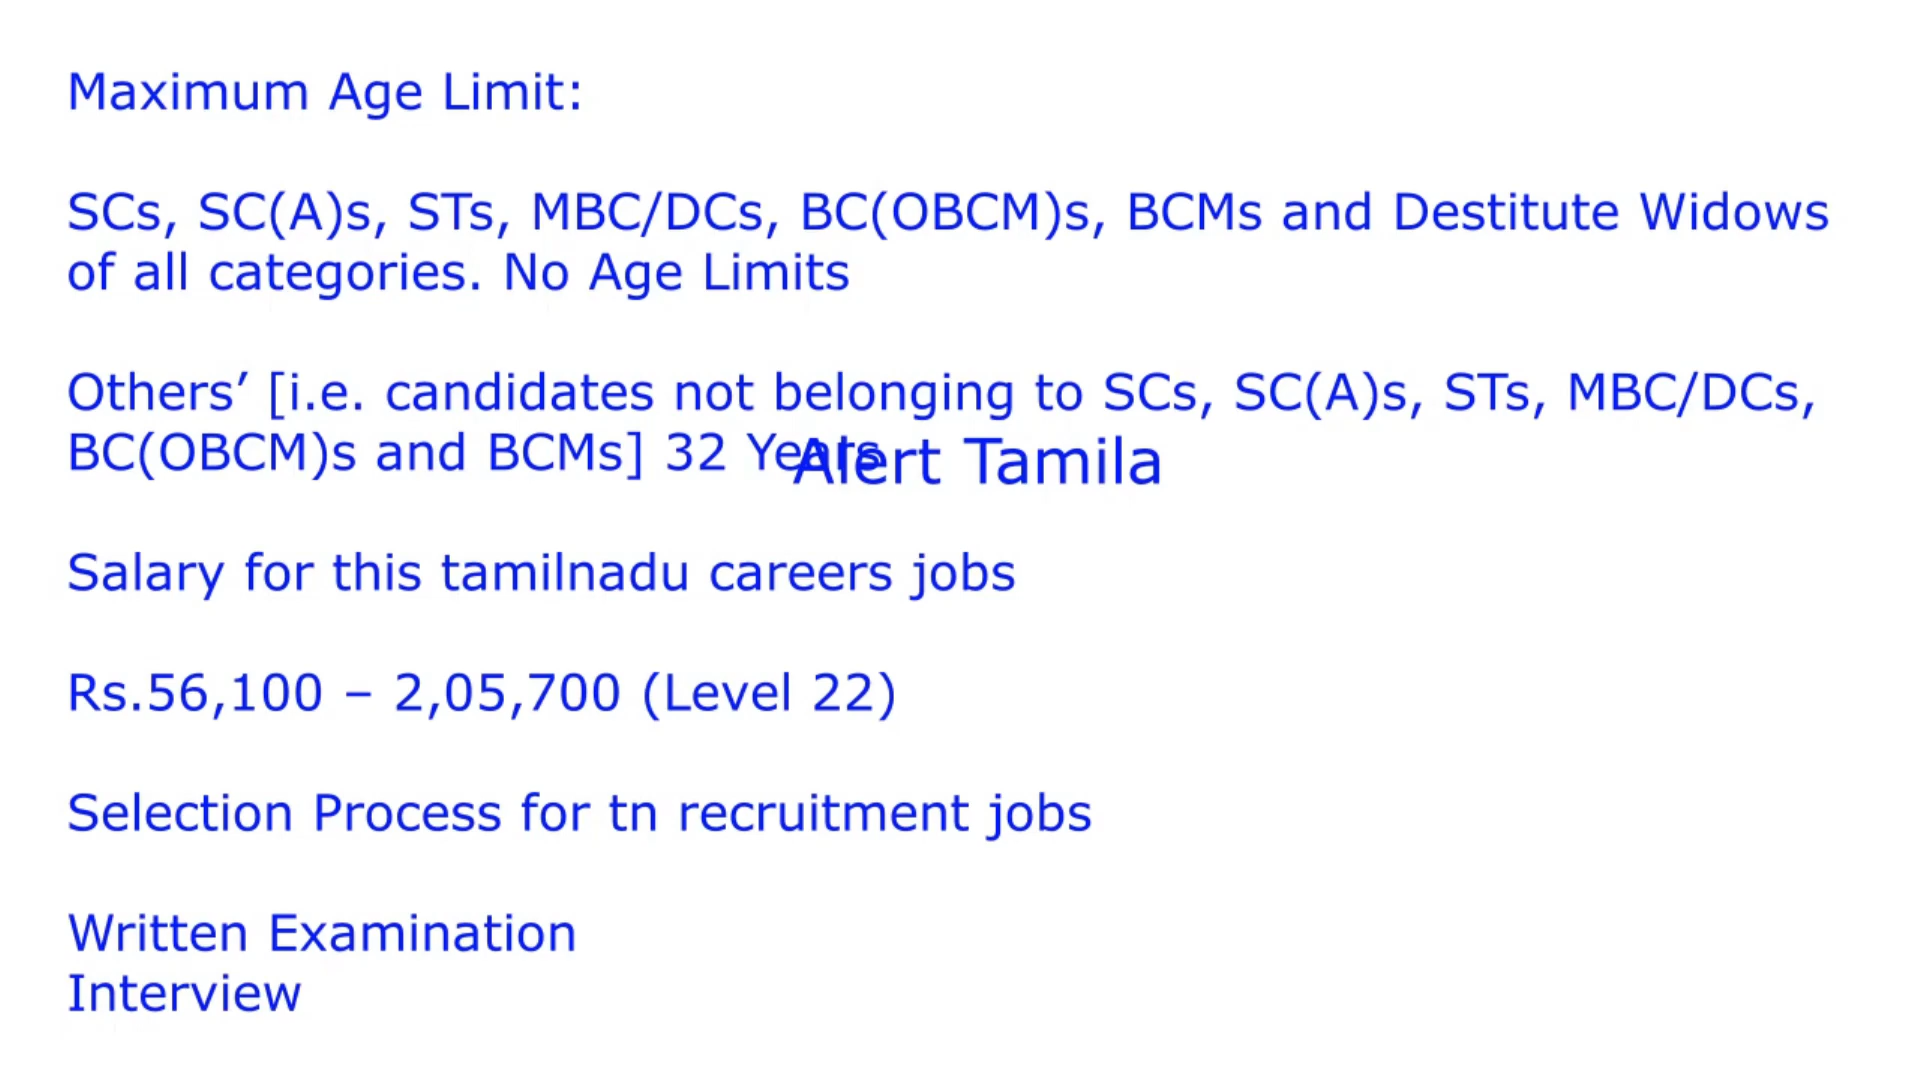 Maximum Age Limit:
SCs, SC(A)s, STs, MBC/DCs, BC(OBCM)s, BCMs and Destitute Widows
of all categories. No Age Limits
Others’ [i.e. candidates not belonging to SCs, SC(A)s, STs, MBC/DCs,
BC(OBCM)s and BCMs] 32 Years
Alert Tamila
Salary for this tamilnadu careers jobs
Rs.56,100 – 2,05,700 (Level 22)
Selection Process for tn recruitment jobs
Written Examination
Interview